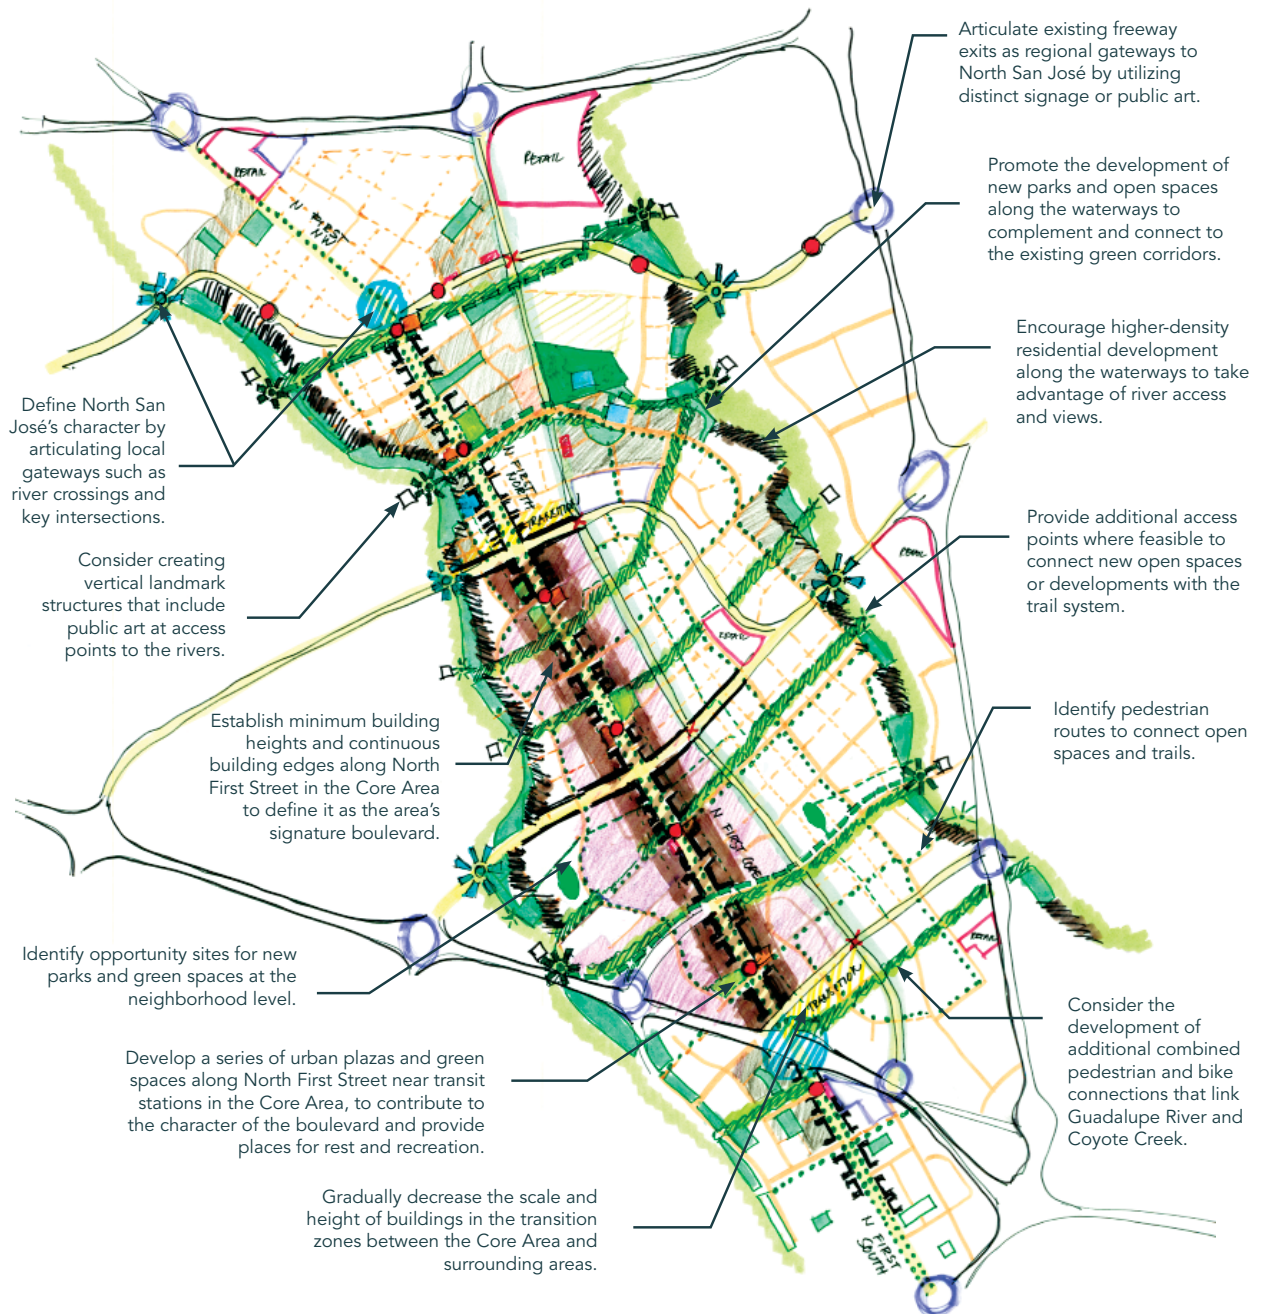 Articulate existing freeway
exits as regional gateways to
North San José by utilizing
distinct signage or public art.
Promote the development of
new parks and open spaces
along the waterways to
complement and connect to
the existing green corridors.
Encourage higher-density
residential development
along the waterways to take
advantage of river access
and views.
Provide additional access
points where feasible to
connect new open spaces
or developments with the
trail system.
Identify pedestrian
routes to connect open
spaces and trails.
Consider the
development of
additional combined
pedestrian and bike
connections that link
Guadalupe River and
Coyote Creek.
Define North San
José's character by
articulating local
gateways such as
river crossings and
key intersections.
Consider creating
vertical landmark
structures that include
public art at access
points to the rivers.
Establish minimum building
heights and continuous
building edges along North
First Street in the Core Area
to define it as the area's
signature boulevard.
Identify opportunity sites for new
parks and green spaces at the
neighborhood level.
Develop a series of urban plazas and green
spaces along North First Street near transit
stations in the Core Area, to contribute to
the character of the boulevard and provide
places for rest and recreation.
Gradually decrease the scale and
height of buildings in the transition
zones between the Core Area and
surrounding areas.
RETAIL
RETAIL
N FIRST
NW
N FIRST
NORTH
TRANSITION
RETAIL
RETAIL
N FIRST CORE
RETAIL
TRANSITION
N FIRST
SOUTH